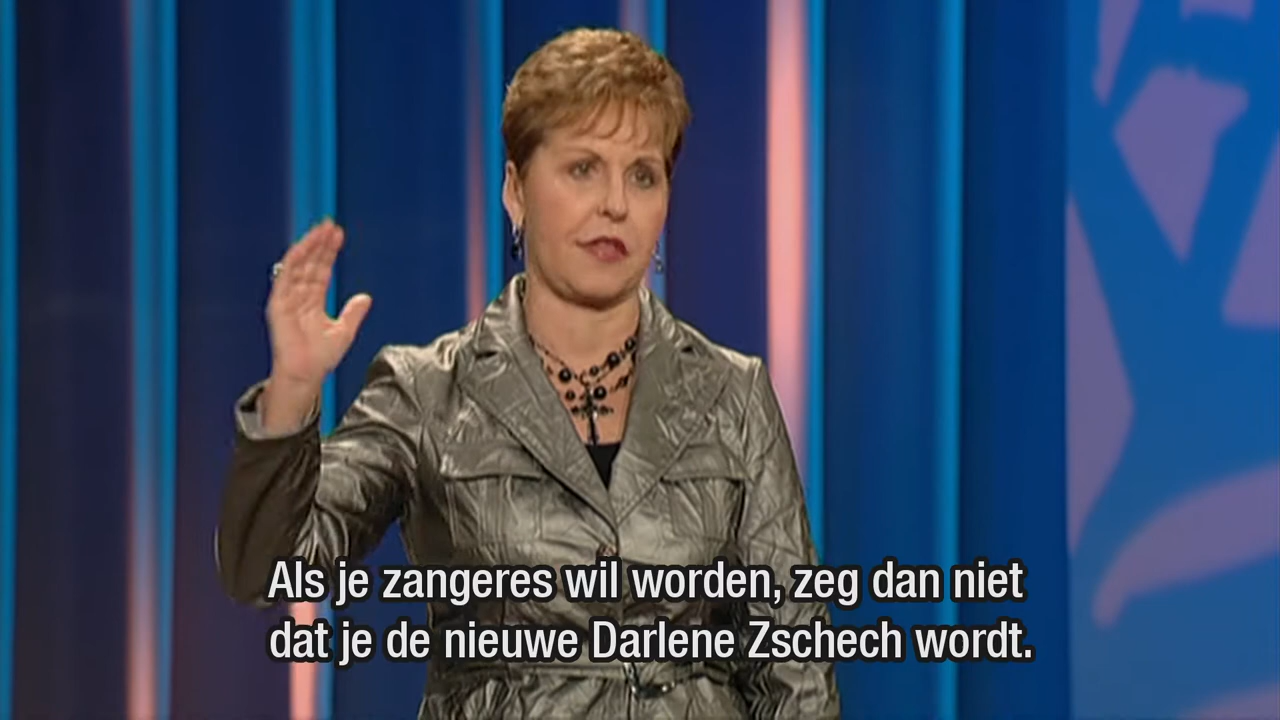 Als je zangeres wil worden, zeg dan niet
dat je de nieuwe Darlene Zschech wordt.